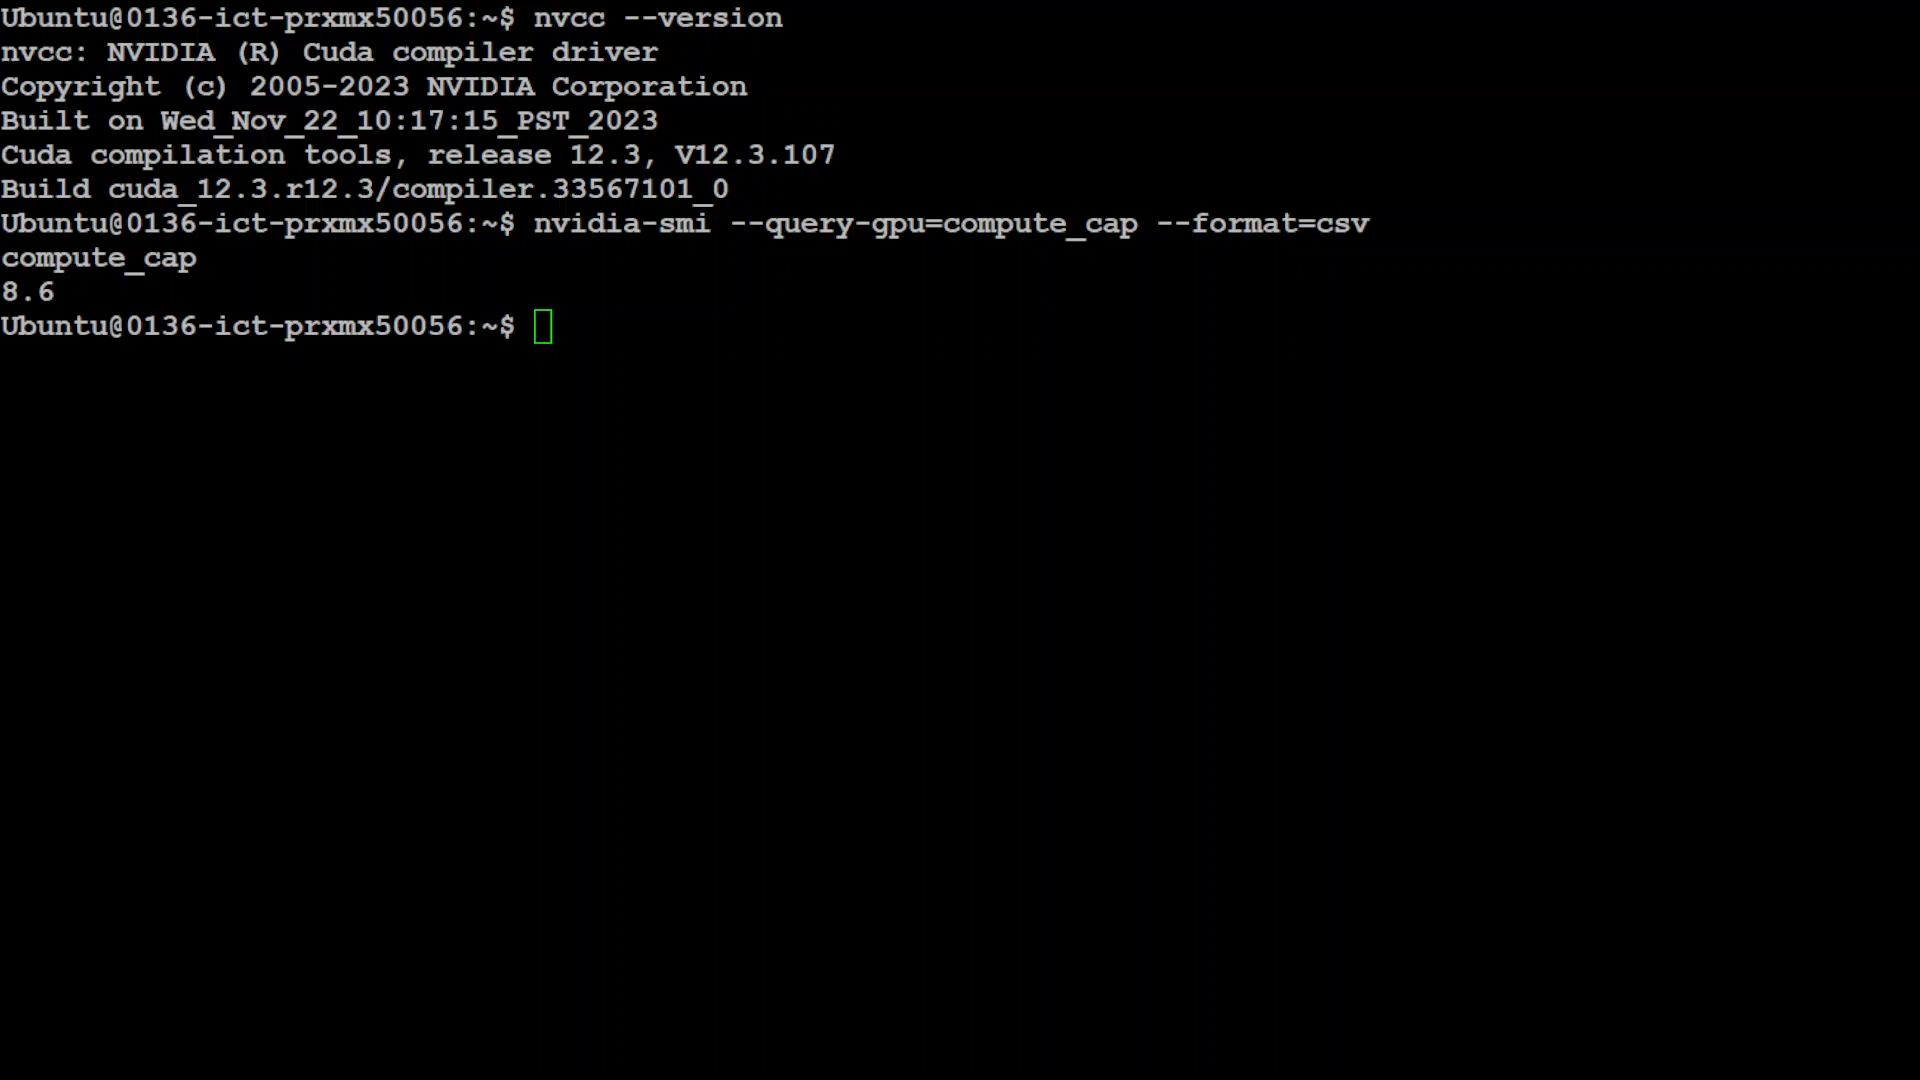 Ubuntu@0136-ict-prxmx50056:~$ nvcc --version
nvcc: NVIDIA (R) Cuda compiler driver
Copyright (c) 2005-2023 NVIDIA Corporation
Built on Wed_Nov_22_10:17:15_PST_2023
Cuda compilation tools, release 12.3, V12.3.107
Build cuda_12.3.r12.3/compiler.33567101_0
Ubuntu@0136-ict-prxmx50056:~$ nvidia-smi --query-gpu=compute_cap --format=csv
compute_cap
8.6
Ubuntu@0136-ict-prxmx50056:~$